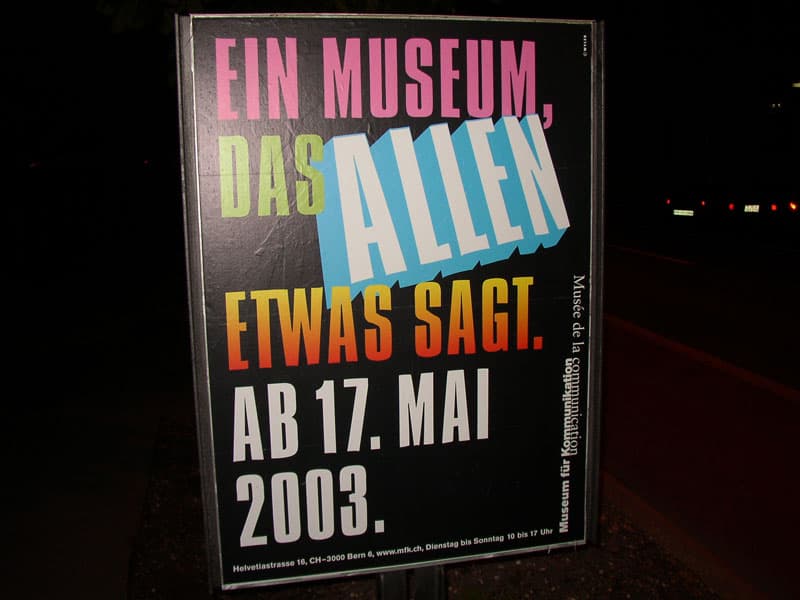 EIN MUSEUM,
DAS ALLEN
ETWAS SAGT.
AB 17. MAI
2003.
Musée de la communication
Museum für Kommunikation
Helvetiastrasse 16, CH–3000 Bern 6, www.mfk.ch, Dienstag bis Sonntag 10 bis 17 Uhr